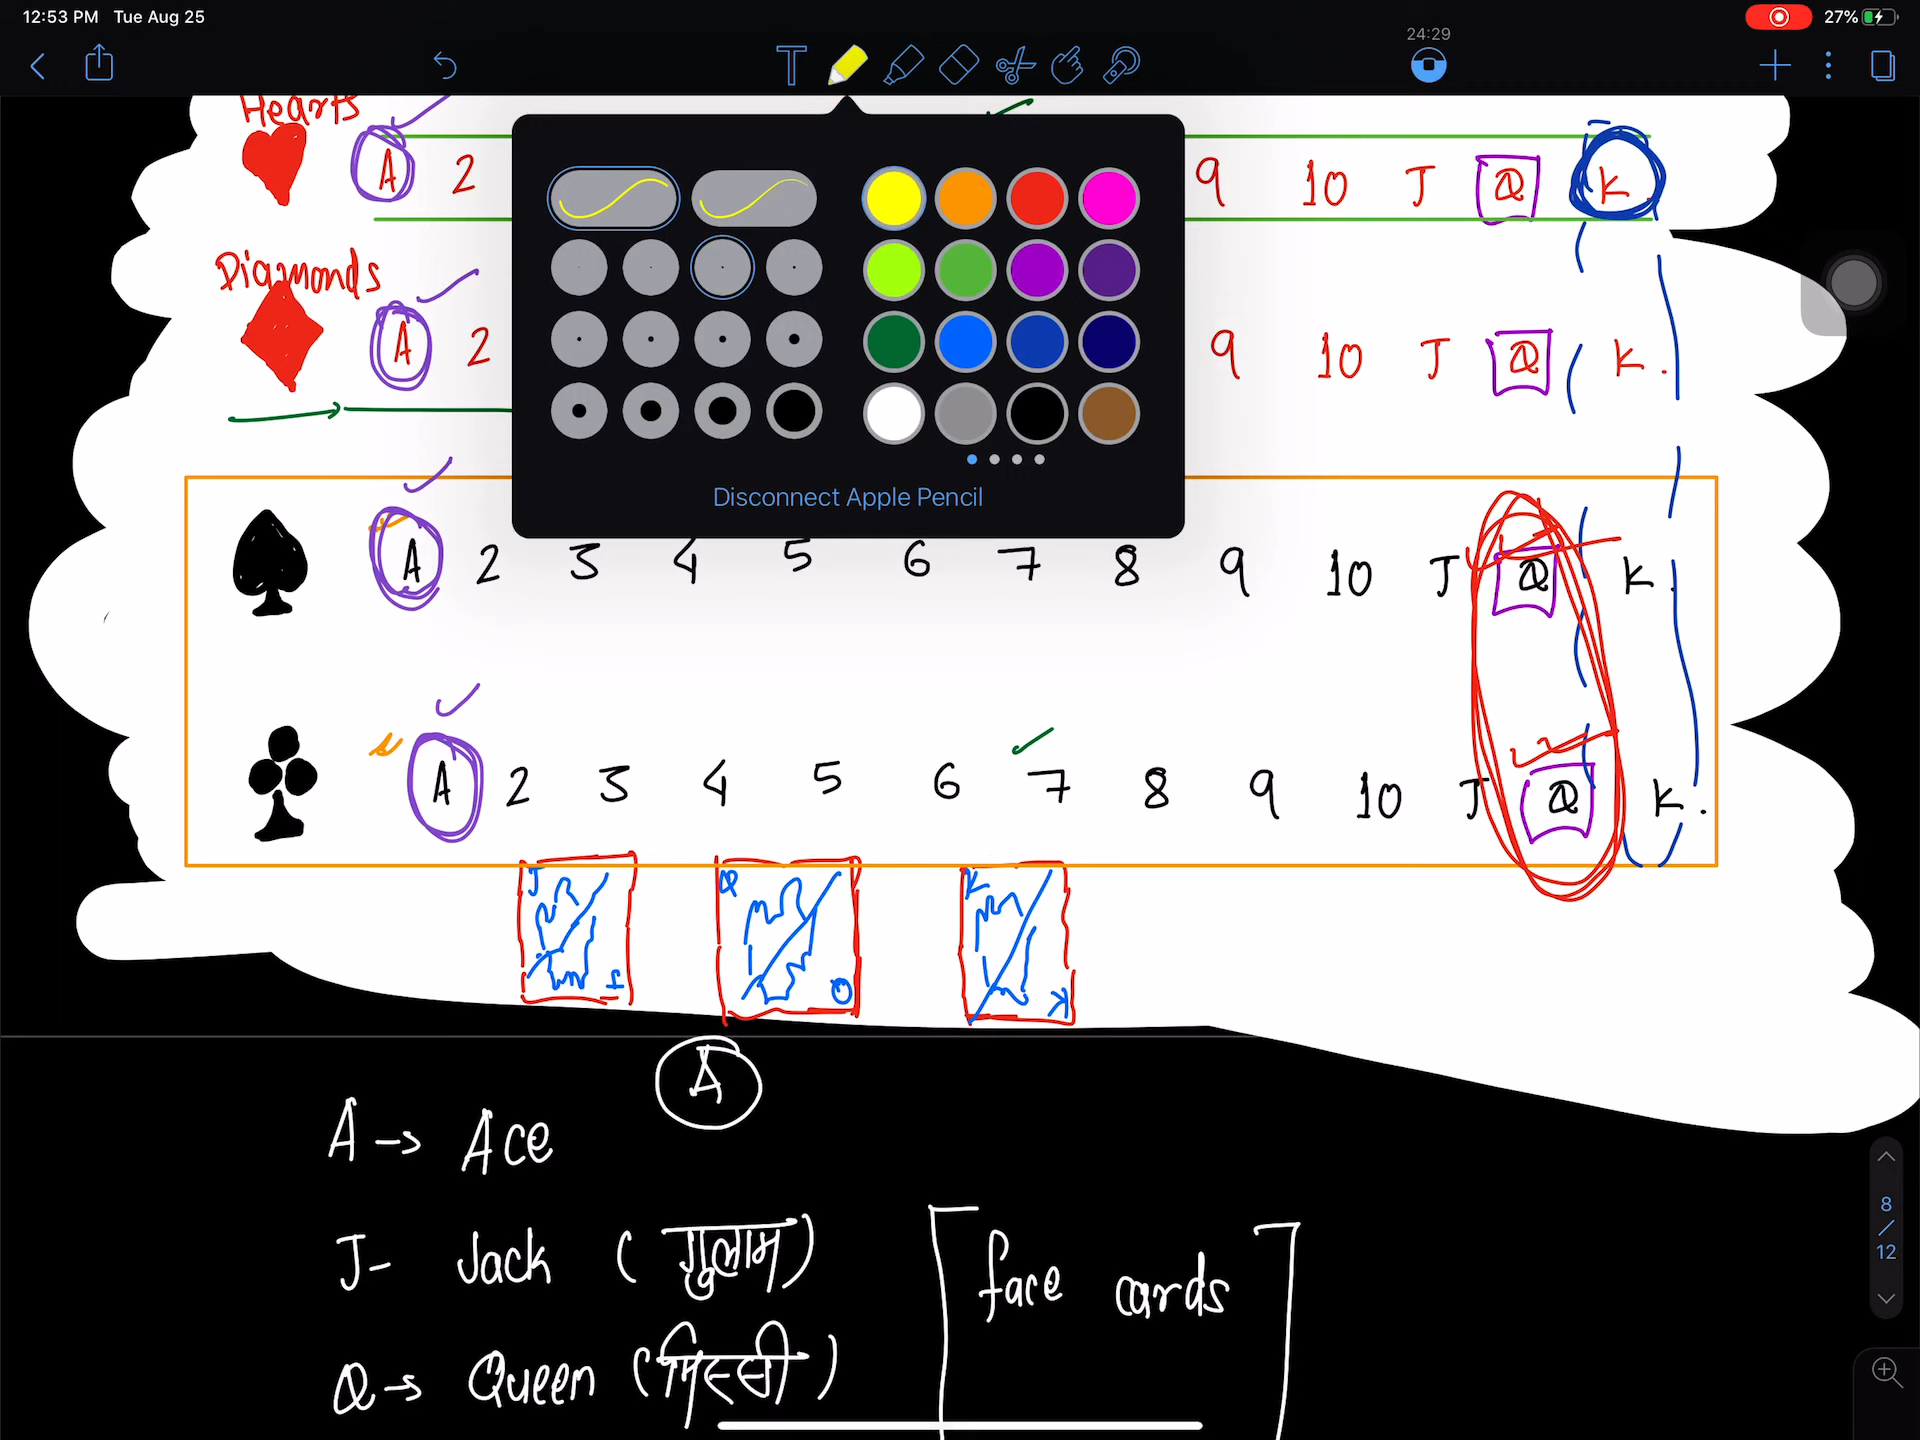 12:53 PM Tue Aug 25
27%
24:29
Hearts
A 2 9 10 J Q K
Diamonds
A 2 9 10 J Q K.
Disconnect Apple Pencil
A 2 3 4 5 6 7 8 9 10 J Q K.
A 2 3 4 5 6 7 8 9 10 J Q K.
J Q K
A
A → Ace
J- Jack (गुलाम)
face cards
Q → Queen
8
/
12